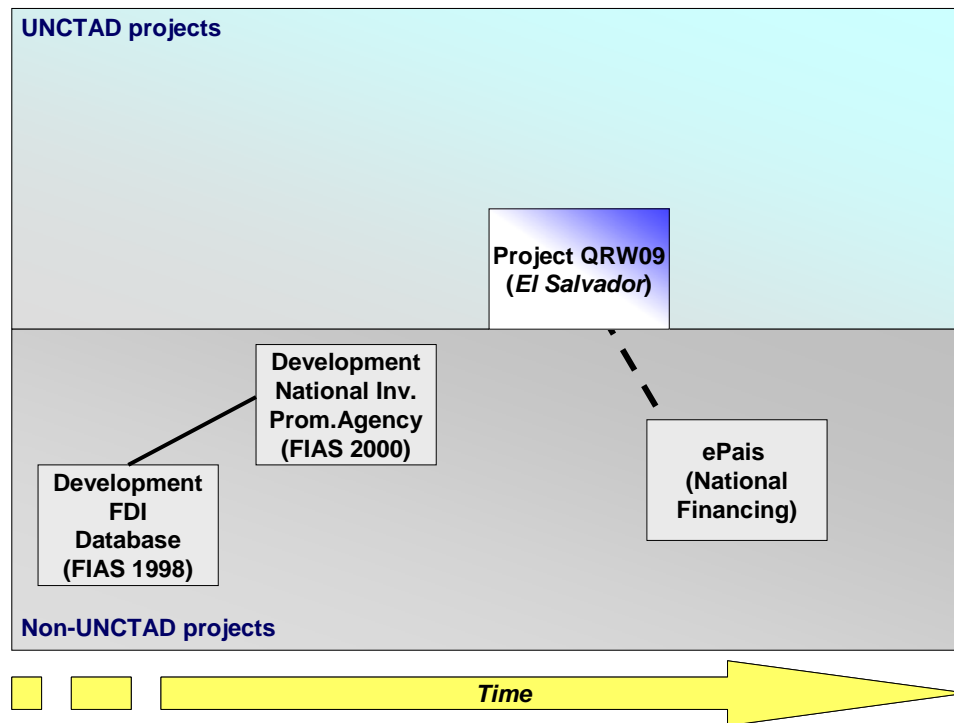 UNCTAD projects
Project QRW09
(El Salvador)
Development
National Inv.
Prom.Agency
(FIAS 2000)
ePais
(National
Financing)
Development
FDI
Database
(FIAS 1998)
Non-UNCTAD projects
Time